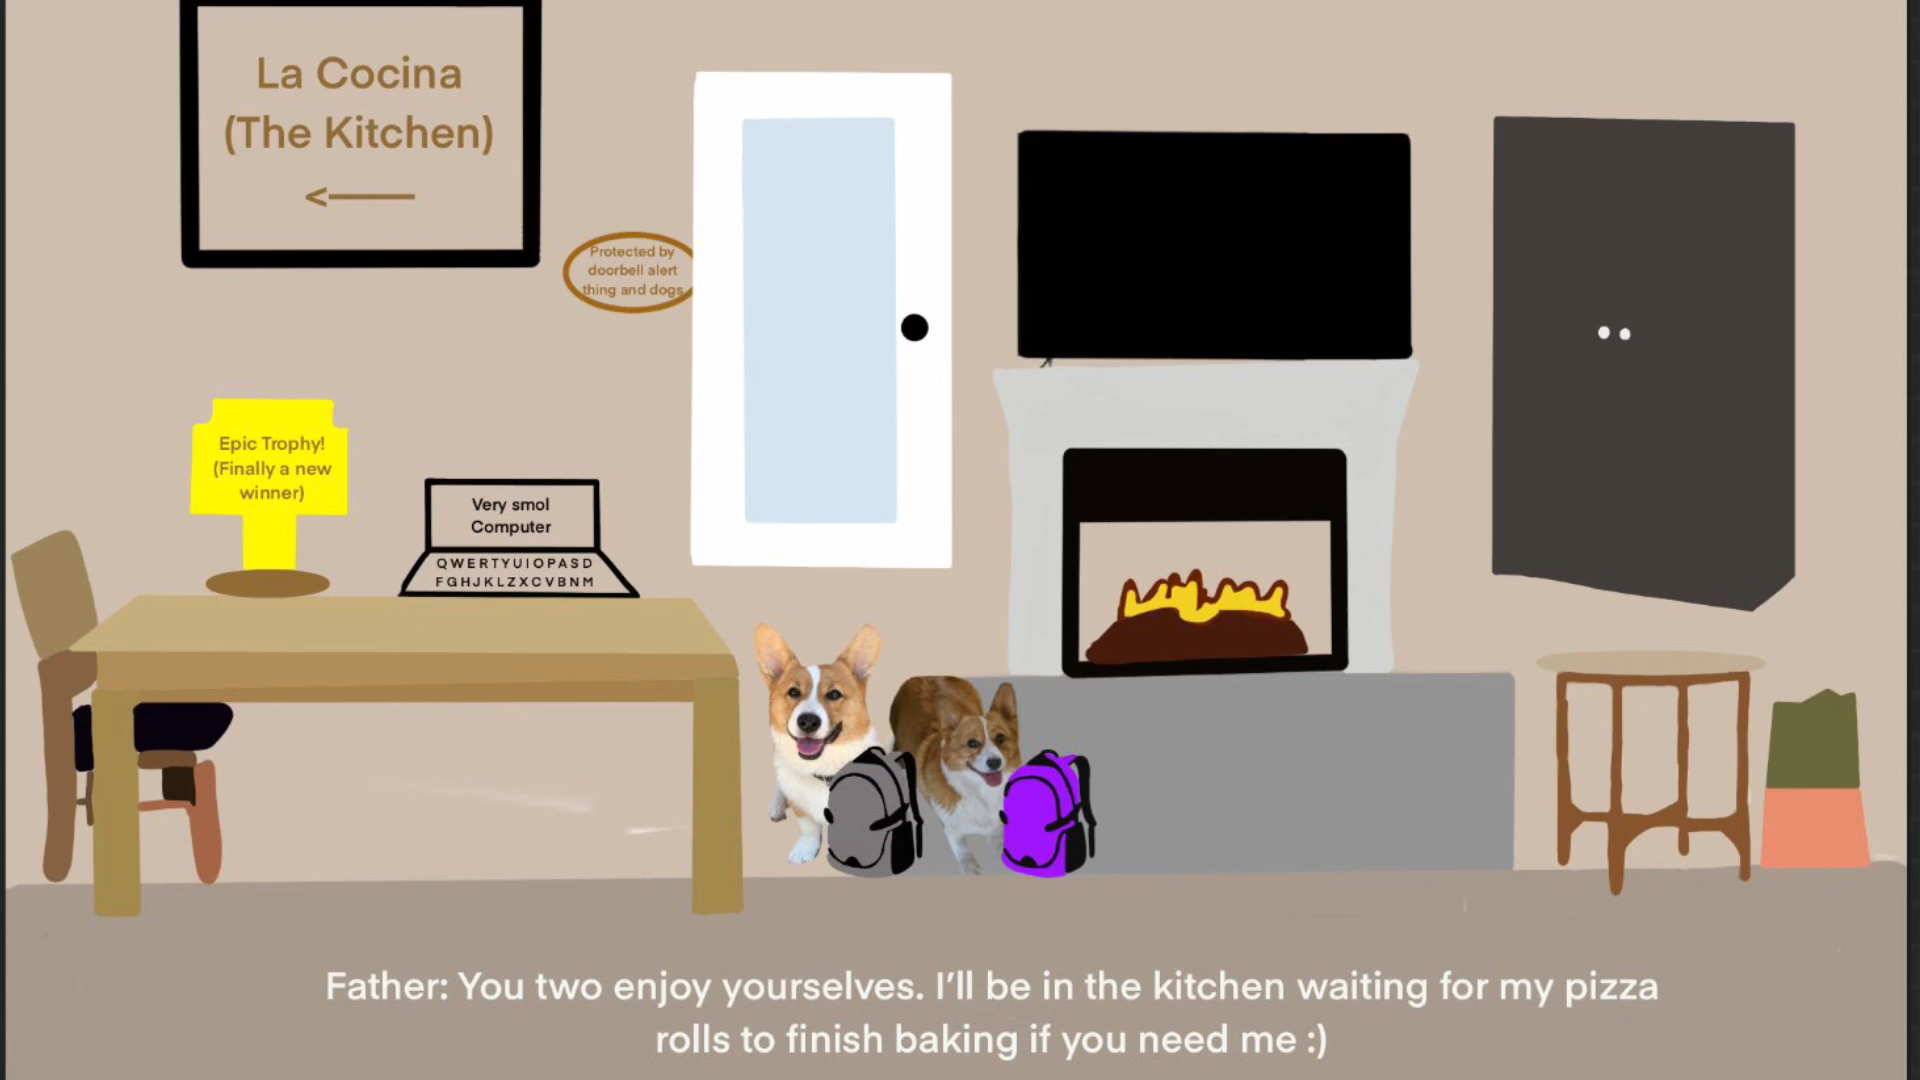 La Cocina
(The Kitchen)
<——
Protected by
doorbell alert
thing and dogs
Epic Trophy!
(Finally a new
winner)
Very smol
Computer
QWERTYUIOPASD
FGHJKLZXCVBNM
Father: You two enjoy yourselves. I’ll be in the kitchen waiting for my pizza
rolls to finish baking if you need me :)